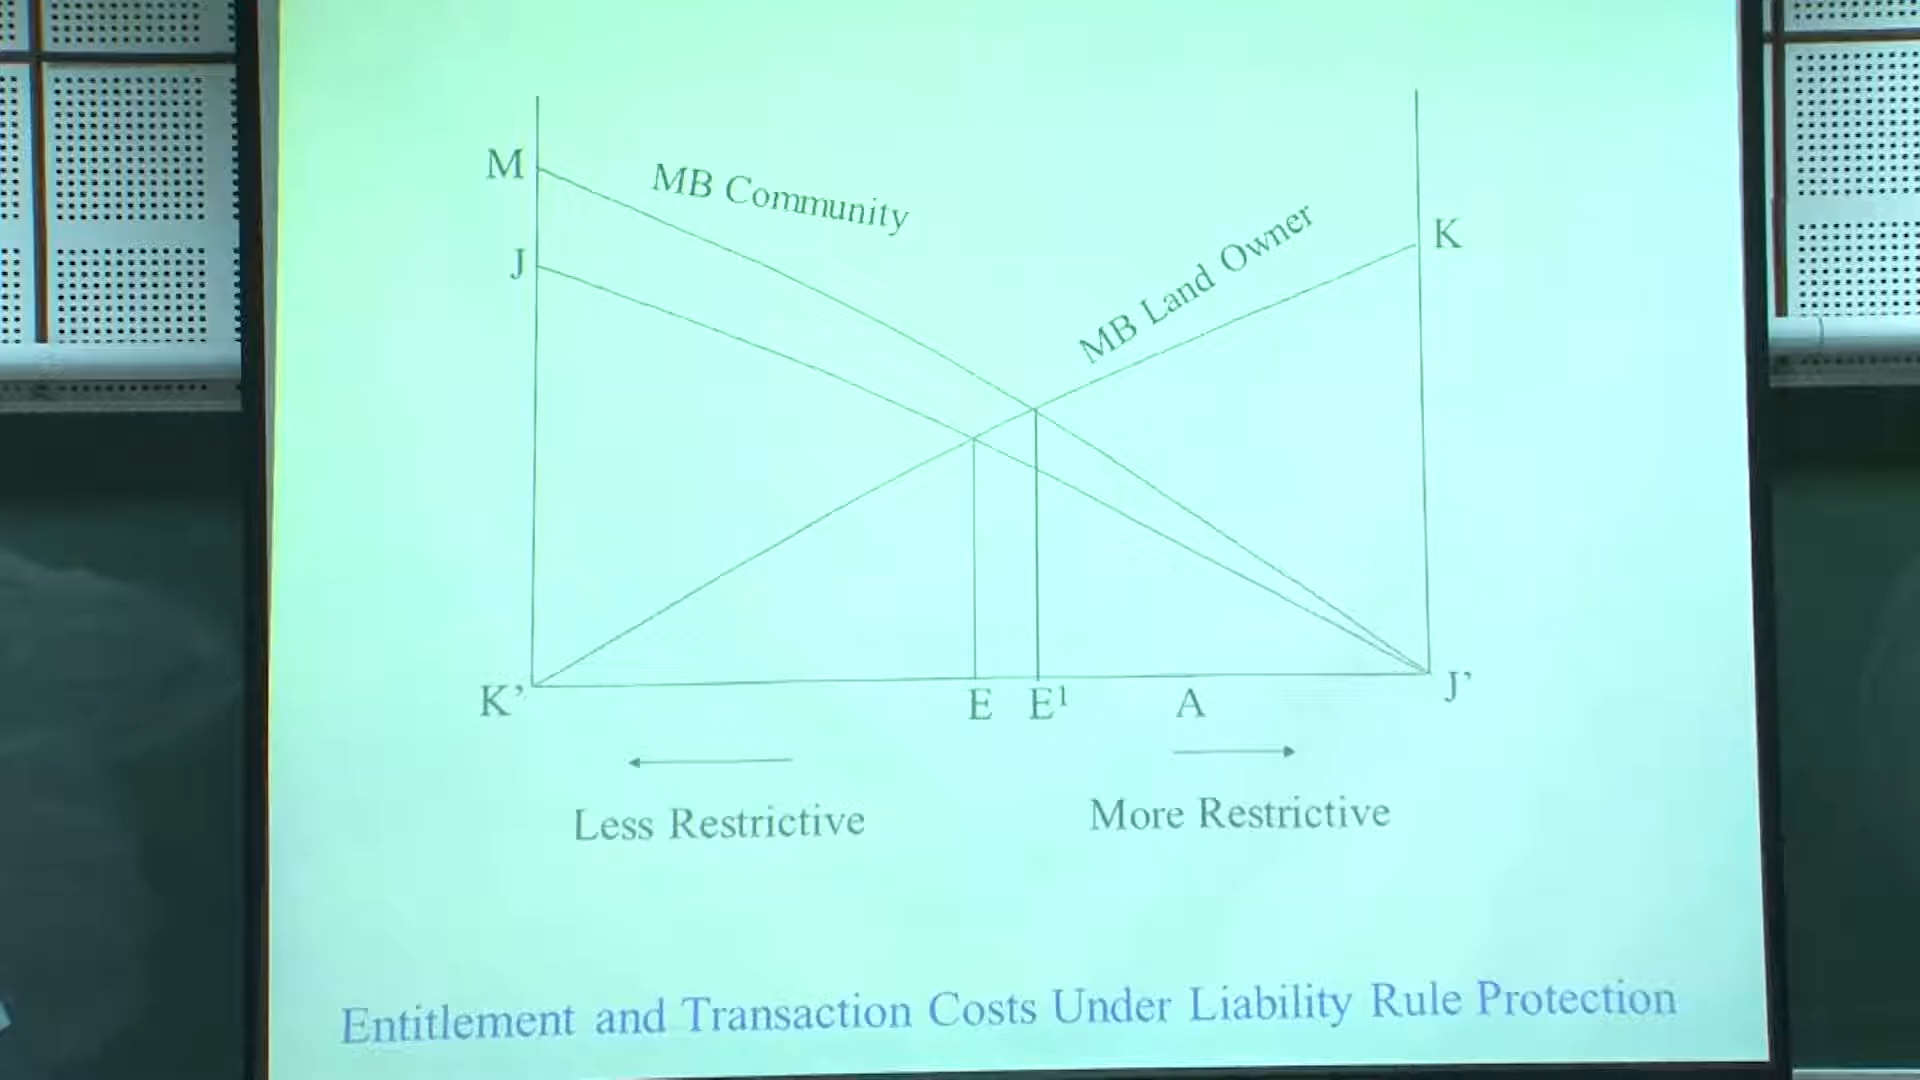 M
MB Community
J
MB Land Owner
K
K’
E
E¹
A
J’
Less Restrictive
More Restrictive
Entitlement and Transaction Costs Under Liability Rule Protection